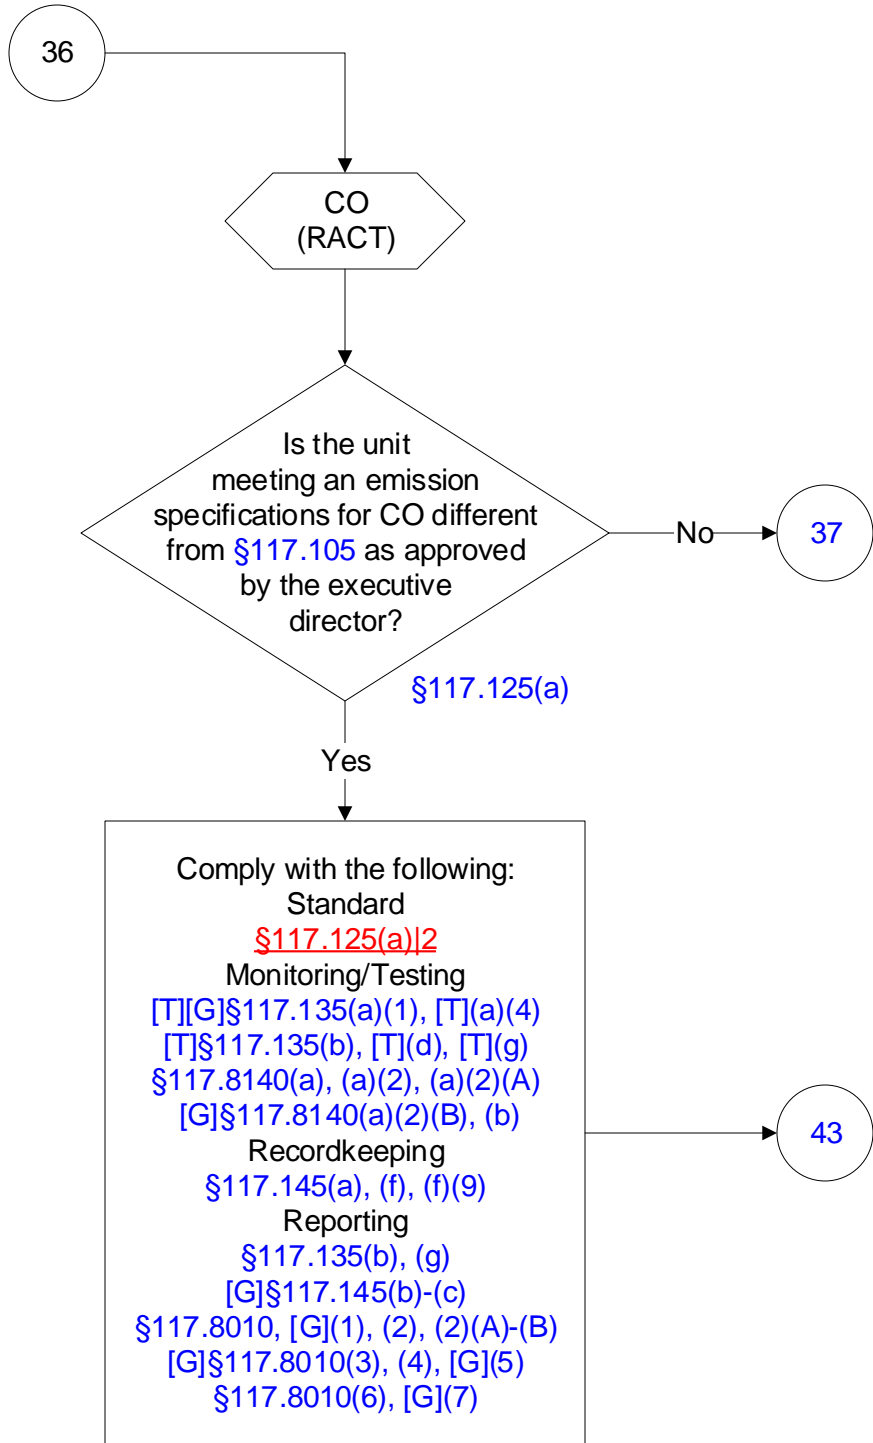 36
CO
(RACT)
Is the unit
meeting an emission
specifications for CO different
from §117.105 as approved
by the executive
director?
No
37
§117.125(a)
Yes
Comply with the following:
Standard
§117.125(a)|2
Monitoring/Testing
[T][G]§117.135(a)(1), [T](a)(4)
[T]§117.135(b), [T](d), [T](g)
§117.8140(a), (a)(2), (a)(2)(A)
[G]§117.8140(a)(2)(B), (b)
Recordkeeping
§117.145(a), (f), (f)(9)
Reporting
§117.135(b), (g)
[G]§117.145(b)-(c)
§117.8010, [G](1), (2), (2)(A)-(B)
[G]§117.8010(3), (4), [G](5)
§117.8010(6), [G](7)
43